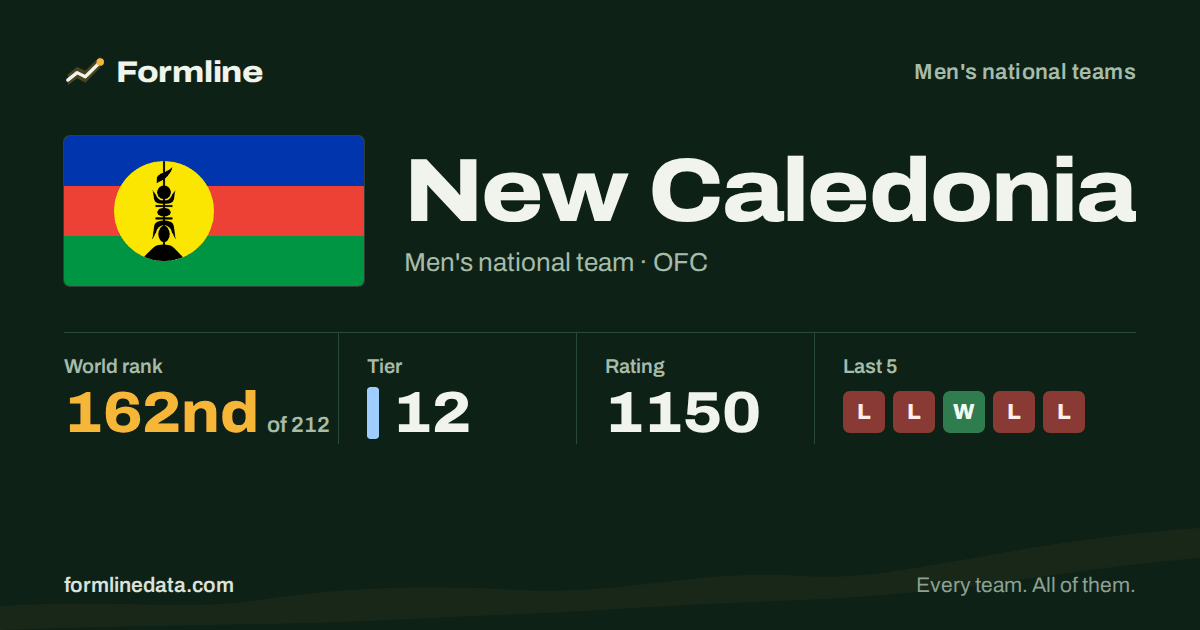 Formline
Men's national teams
New Caledonia
Men's national team · OFC
World rank
162nd of 212
Tier
12
Rating
1150
Last 5
L L W L L
formlinedata.com
Every team. All of them.